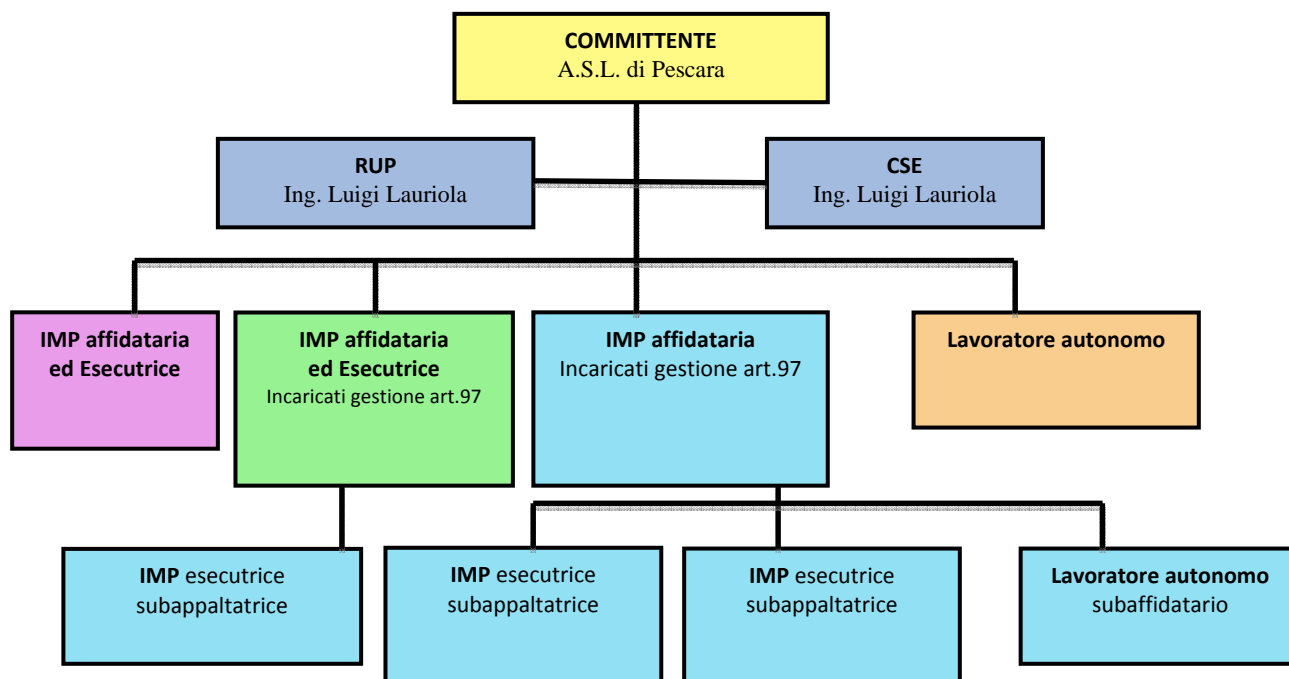 COMMITTENTE
A.S.L. di Pescara
RUP
Ing. Luigi Lauriola
CSE
Ing. Luigi Lauriola
IMP affidataria
ed Esecutrice
IMP affidataria
ed Esecutrice
Incaricati gestione art.97
IMP affidataria
Incaricati gestione art.97
Lavoratore autonomo
IMP esecutrice
subappaltatrice
IMP esecutrice
subappaltatrice
IMP esecutrice
subappaltatrice
Lavoratore autonomo
subaffidatario